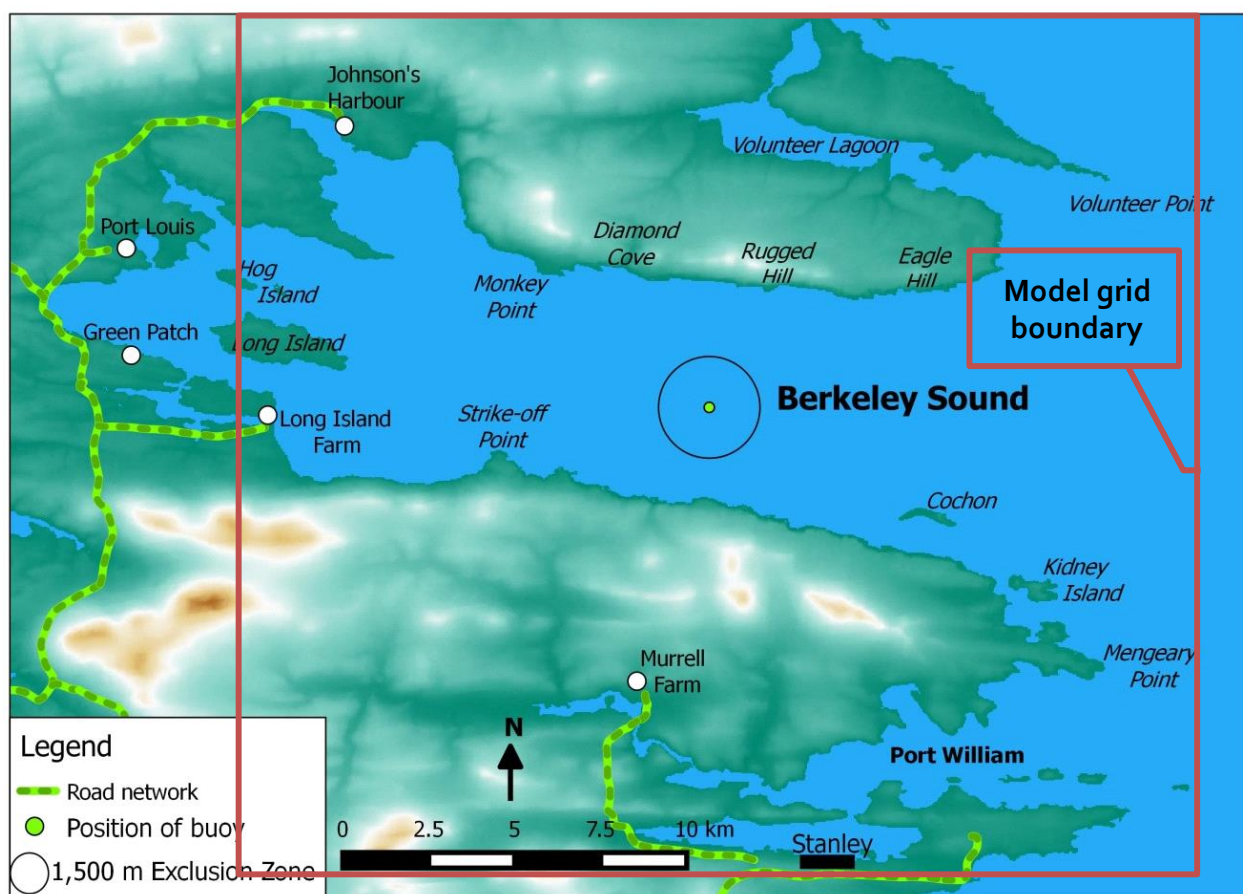 Johnson's
Harbour
Volunteer Lagoon
Volunteer Point
Port Louis
Diamond
Cove
Rugged
Hill
Eagle
Hill
Hog
Island
Monkey
Point
Model grid
boundary
Green Patch
Long Island
Berkeley Sound
Long Island
Farm
Strike-off
Point
Cochon
Kidney
Island
Murrell
Farm
Mengeary
Point
N
Port William
Legend
Road network
Position of buoy
1,500 m Exclusion Zone
0 2.5 5 7.5 10 km
Stanley